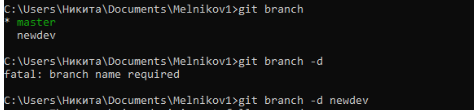 C:\Users\Никита\Documents\Melnikov1>git branch
* master
newdev
C:\Users\Никита\Documents\Melnikov1>git branch -d
fatal: branch name required
C:\Users\Никита\Documents\Melnikov1>git branch -d newdev